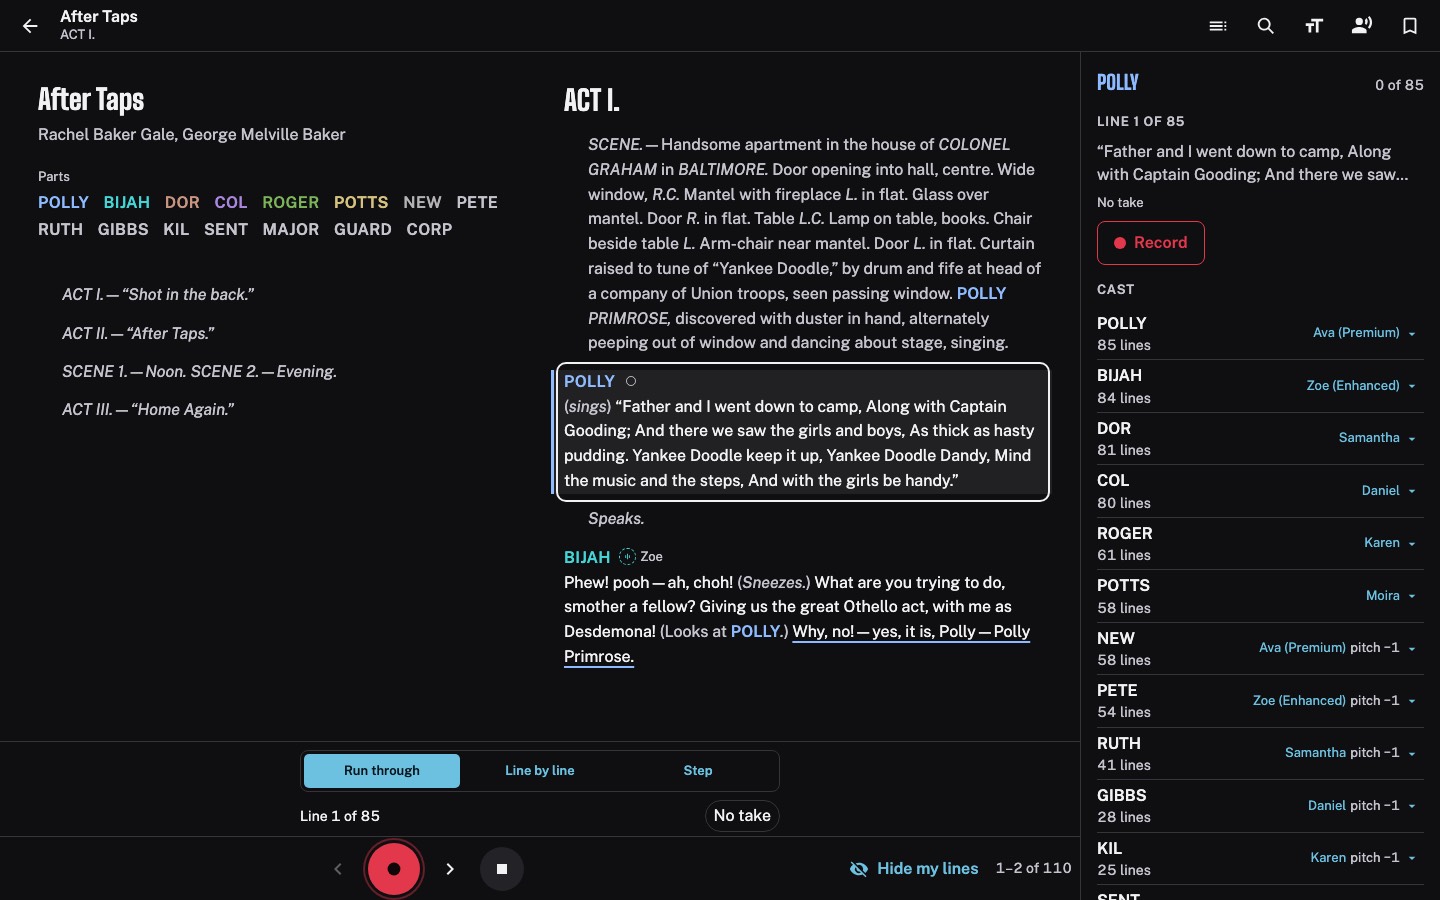 After Taps
ACT I.
After Taps
Rachel Baker Gale, George Melville Baker
Parts
POLLY BIJAH DOR COL ROGER POTTS NEW PETE
RUTH GIBBS KIL SENT MAJOR GUARD CORP
ACT I.—“Shot in the back.”
ACT II.—“After Taps.”
SCENE 1.—Noon. SCENE 2.—Evening.
ACT III.—“Home Again.”
ACT I.
SCENE.—Handsome apartment in the house of COLONEL
GRAHAM in BALTIMORE. Door opening into hall, centre. Wide
window, R.C. Mantel with fireplace L. in flat. Glass over
mantel. Door R. in flat. Table L.C. Lamp on table, books. Chair
beside table L. Arm-chair near mantel. Door L. in flat. Curtain
raised to tune of “Yankee Doodle,” by drum and fife at head of
a company of Union troops, seen passing window. POLLY
PRIMROSE, discovered with duster in hand, alternately
peeping out of window and dancing about stage, singing.
POLLY
(sings) “Father and I went down to camp, Along with Captain
Gooding; And there we saw the girls and boys, As thick as hasty
pudding. Yankee Doodle keep it up, Yankee Doodle Dandy, Mind
the music and the steps, And with the girls be handy.”
Speaks.
BIJAH Zoe
Phew! pooh—ah, choh! (Sneezes.) What are you trying to do,
smother a fellow? Giving us the great Othello act, with me as
Desdemona! (Looks at POLLY.) Why, no!—yes, it is, Polly—Polly
Primrose.
Run through Line by line Step
Line 1 of 85 No take
Hide my lines 1–2 of 110
POLLY 0 of 85
LINE 1 OF 85
“Father and I went down to camp, Along
with Captain Gooding; And there we saw...
No take
Record
CAST
POLLY Ava (Premium)
85 lines
BIJAH Zoe (Enhanced)
84 lines
DOR Samantha
81 lines
COL Daniel
80 lines
ROGER Karen
61 lines
POTTS Moira
58 lines
NEW Ava (Premium) pitch −1
58 lines
PETE Zoe (Enhanced) pitch −1
54 lines
RUTH Samantha pitch −1
41 lines
GIBBS Daniel pitch −1
28 lines
KIL Karen pitch −1
25 lines
SENT